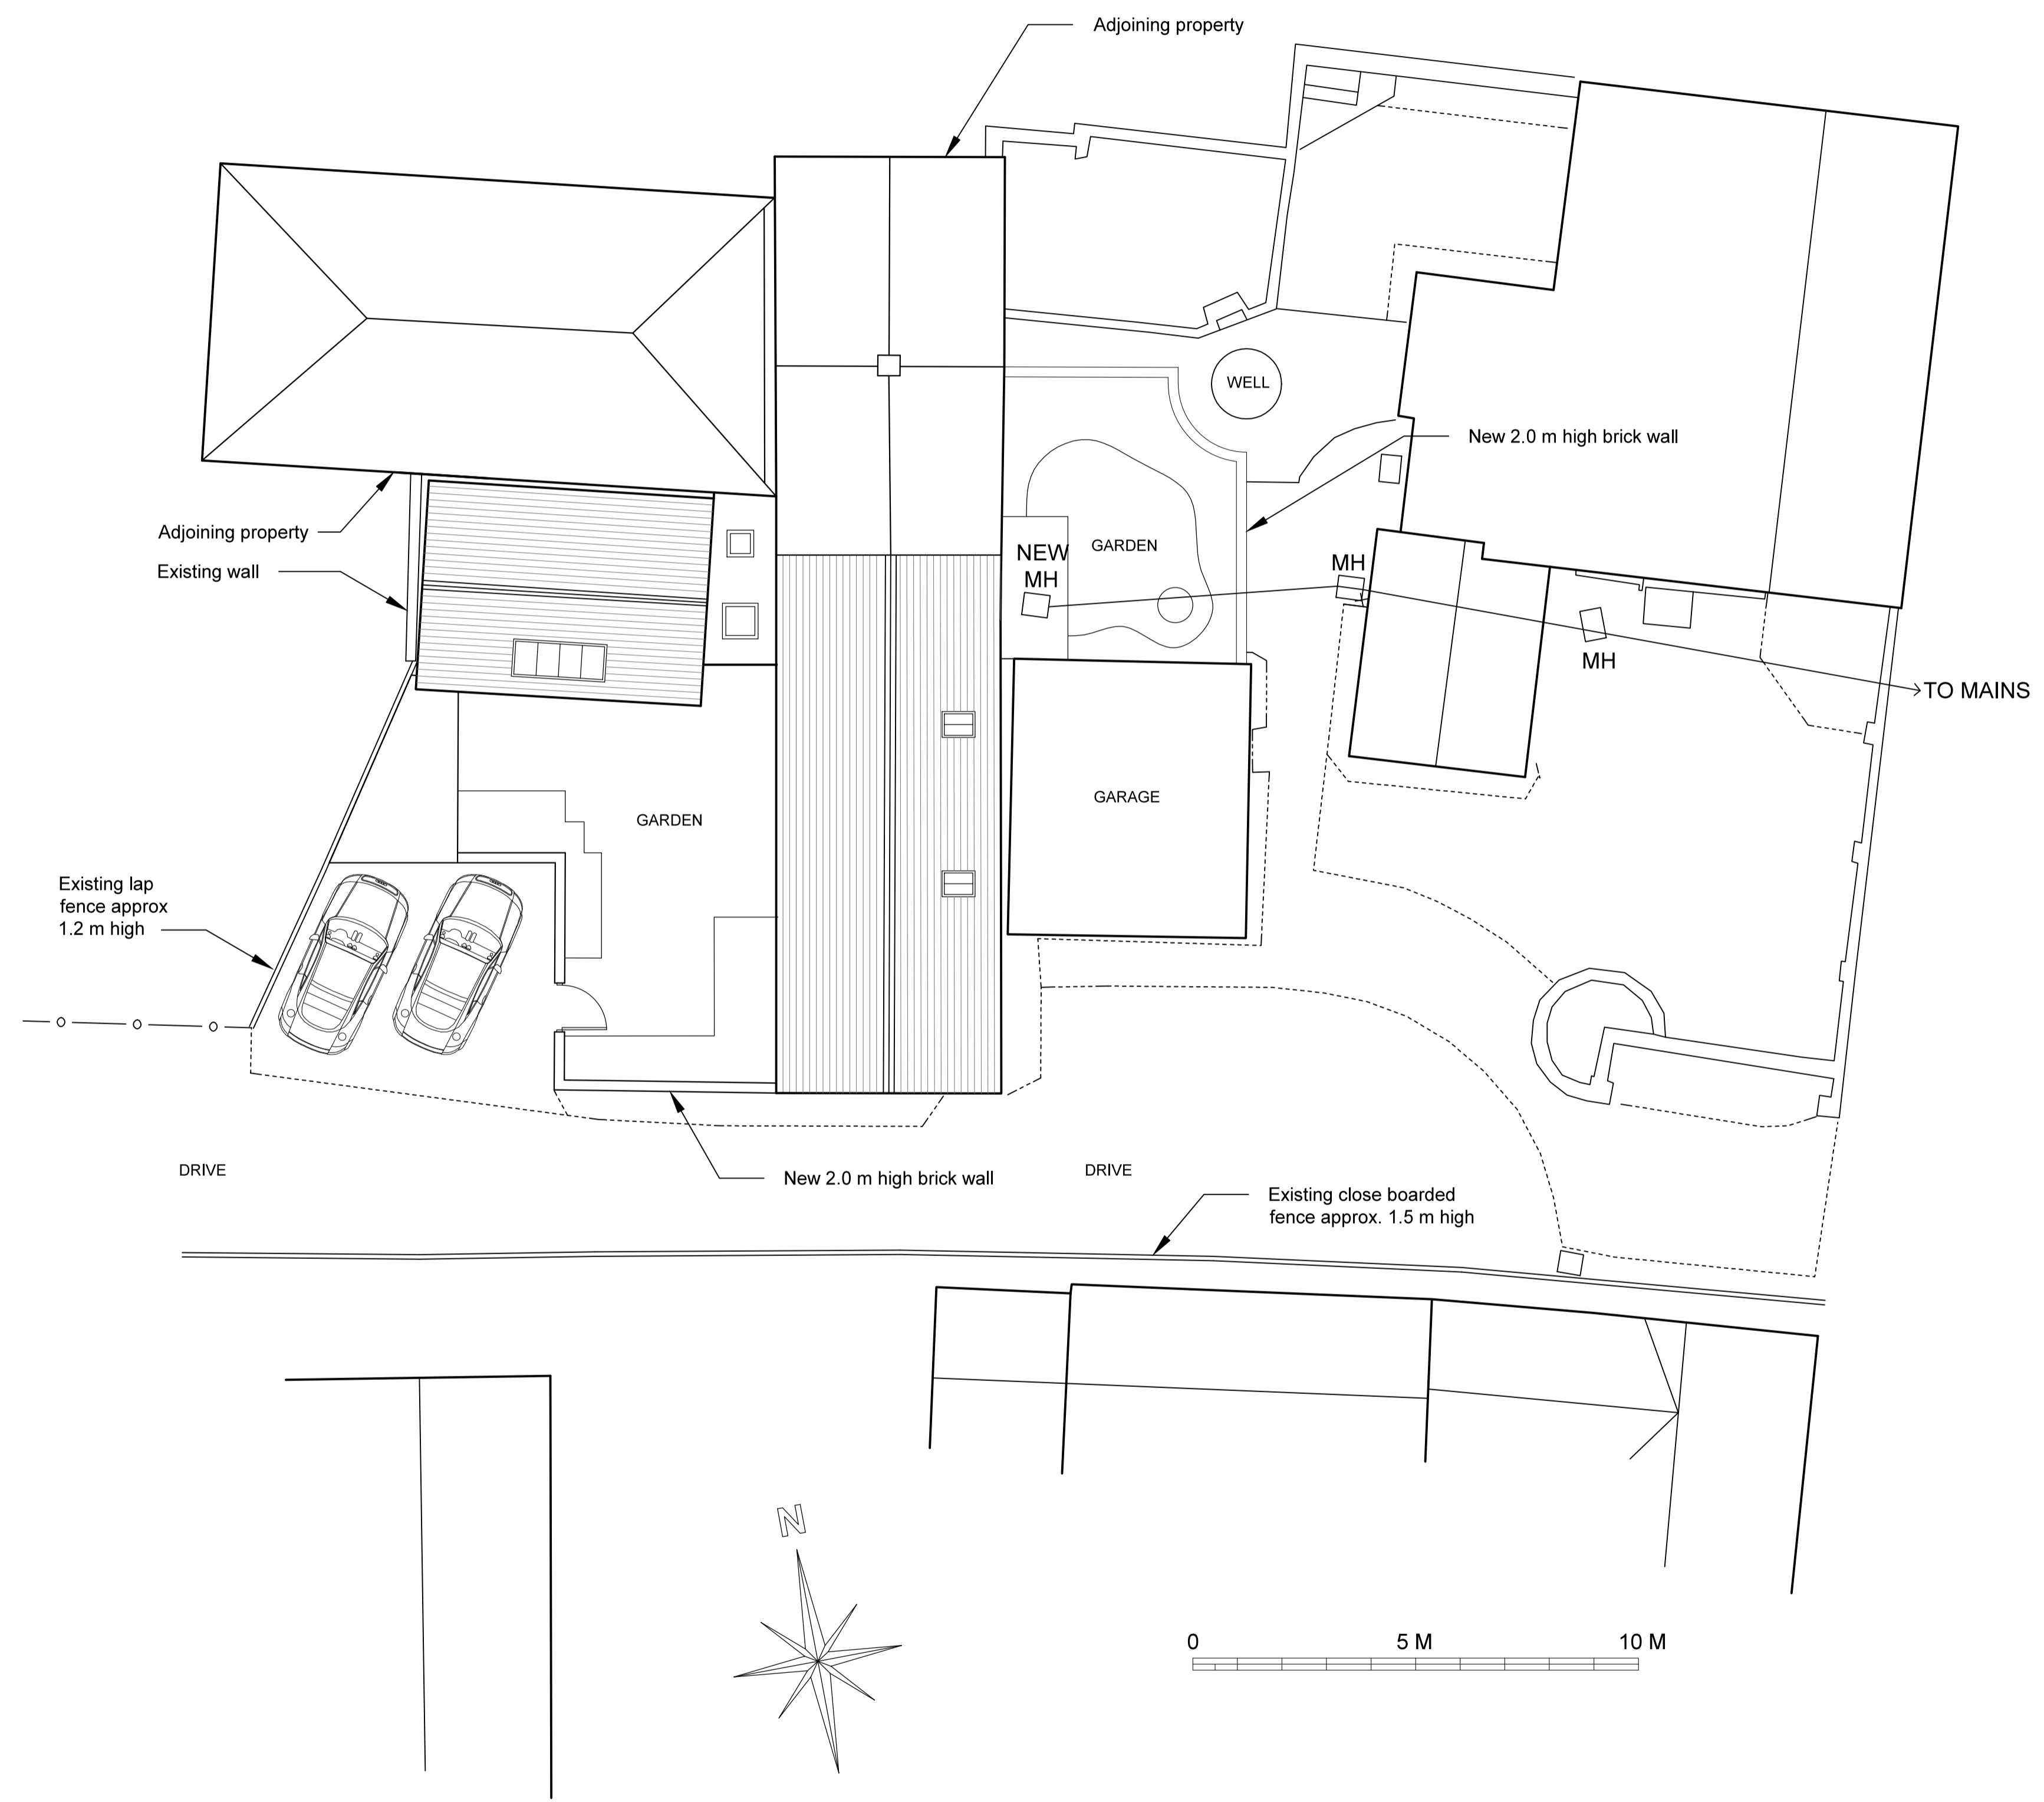 Adjoining property
WELL
New 2.0 m high brick wall
Adjoining property
Existing wall
NEW
MH
GARDEN
MH
MH
TO MAINS
GARAGE
GARDEN
Existing lap
fence approx
1.2 m high
DRIVE
New 2.0 m high brick wall
DRIVE
Existing close boarded
fence approx. 1.5 m high
N
0 5 M 10 M